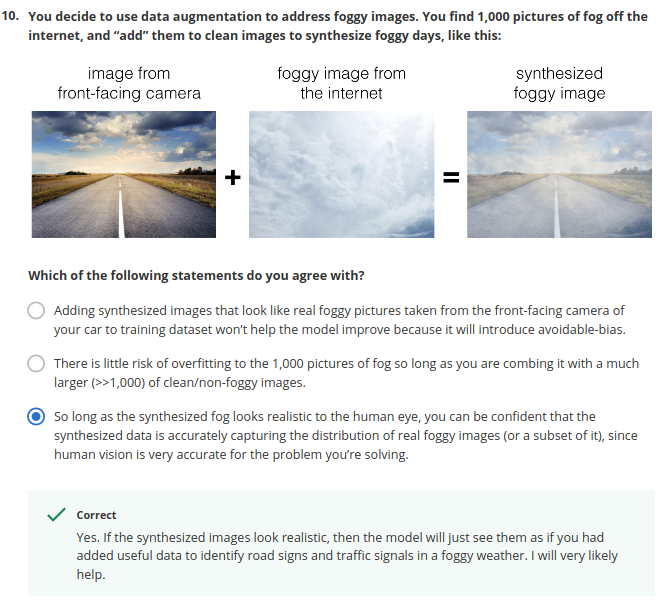 10. You decide to use data augmentation to address foggy images. You find 1,000 pictures of fog off the
internet, and “add” them to clean images to synthesize foggy days, like this:
image from
front-facing camera
foggy image from
the internet
synthesized
foggy image
+
=
Which of the following statements do you agree with?
Adding synthesized images that look like real foggy pictures taken from the front-facing camera of
your car to training dataset won’t help the model improve because it will introduce avoidable-bias.
There is little risk of overfitting to the 1,000 pictures of fog so long as you are combing it with a much
larger (>>1,000) of clean/non-foggy images.
So long as the synthesized fog looks realistic to the human eye, you can be confident that the
synthesized data is accurately capturing the distribution of real foggy images (or a subset of it), since
human vision is very accurate for the problem you’re solving.
Correct
Yes. If the synthesized images look realistic, then the model will just see them as if you had
added useful data to identify road signs and traffic signals in a foggy weather. I will very likely
help.